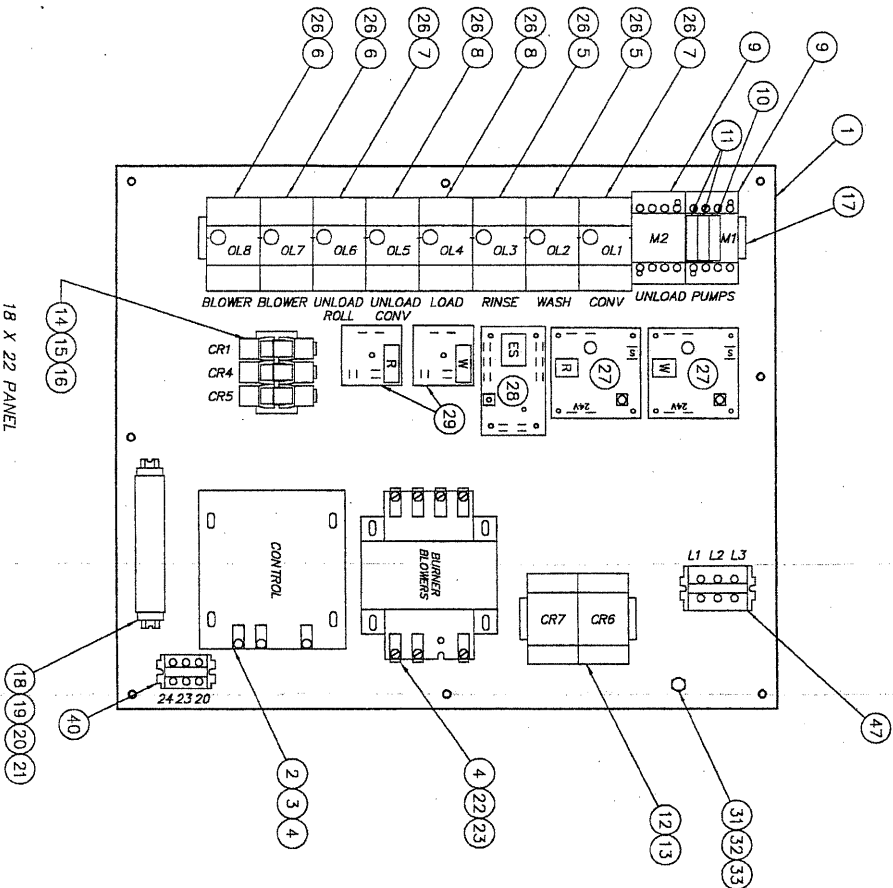 26 6
26 6
26 7
26 8
26 8
26 5
26 5
26 7
9
10
11
9
1
17
OL8 OL7 OL6 OL5 OL4 OL3 OL2 OL1 M2 M1
BLOWER BLOWER UNLOAD ROLL UNLOAD CONV LOAD RINSE WASH CONV UNLOAD PUMPS
14
15
16
CR1
CR4
CR5
R
W
29
ES
28
R
27
S
24V
W
27
S
24V
18 X 22 PANEL
CONTROL
BURNER BLOWERS
CR7 CR6
L1 L2 L3
47
18
19
20
21
24 23 20
40
2
3
4
4
22
23
12
13
31
32
33